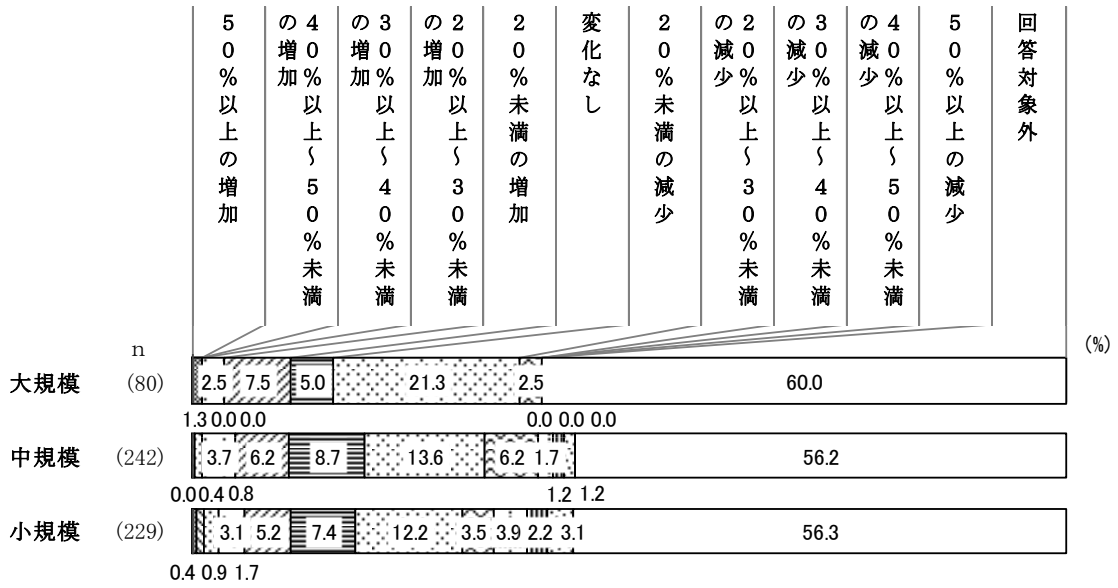 50%以上の増加
40%以上~50%未満の増加
30%以上~40%未満の増加
20%以上~30%未満の増加
20%未満の増加
変化なし
20%未満の減少
20%以上~30%未満の減少
30%以上~40%未満の減少
40%以上~50%未満の減少
50%以上の減少
回答対象外
n
(%)
大規模 (80) 2.5 7.5 5.0 21.3 2.5 60.0
1.3 0.0 0.0 0.0 0.0 0.0
中規模 (242) 3.7 6.2 8.7 13.6 6.2 1.7 56.2
0.0 0.4 0.8 1.2 1.2
小規模 (229) 3.1 5.2 7.4 12.2 3.5 3.9 2.2 3.1 56.3
0.4 0.9 1.7